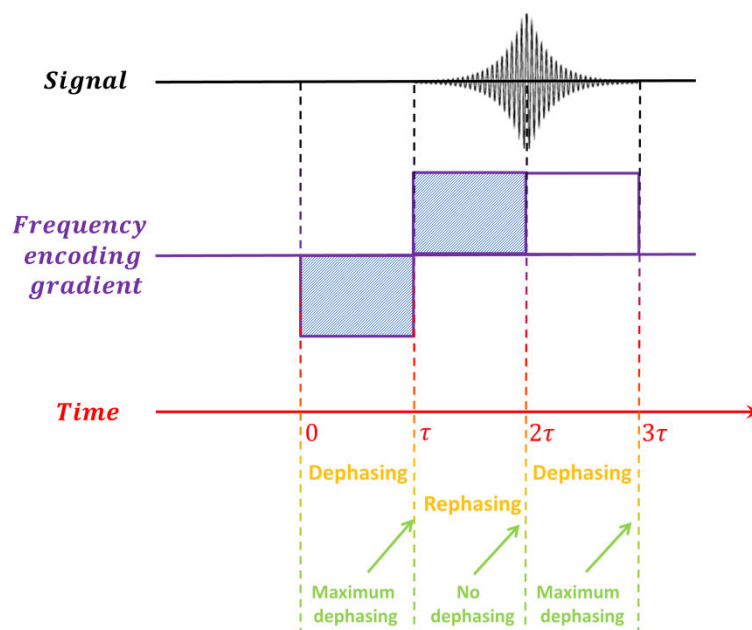 Signal
Frequency
encoding
gradient
Time
0 τ 2τ 3τ
Dephasing Dephasing
Rephasing
Maximum No Maximum
dephasing dephasing dephasing